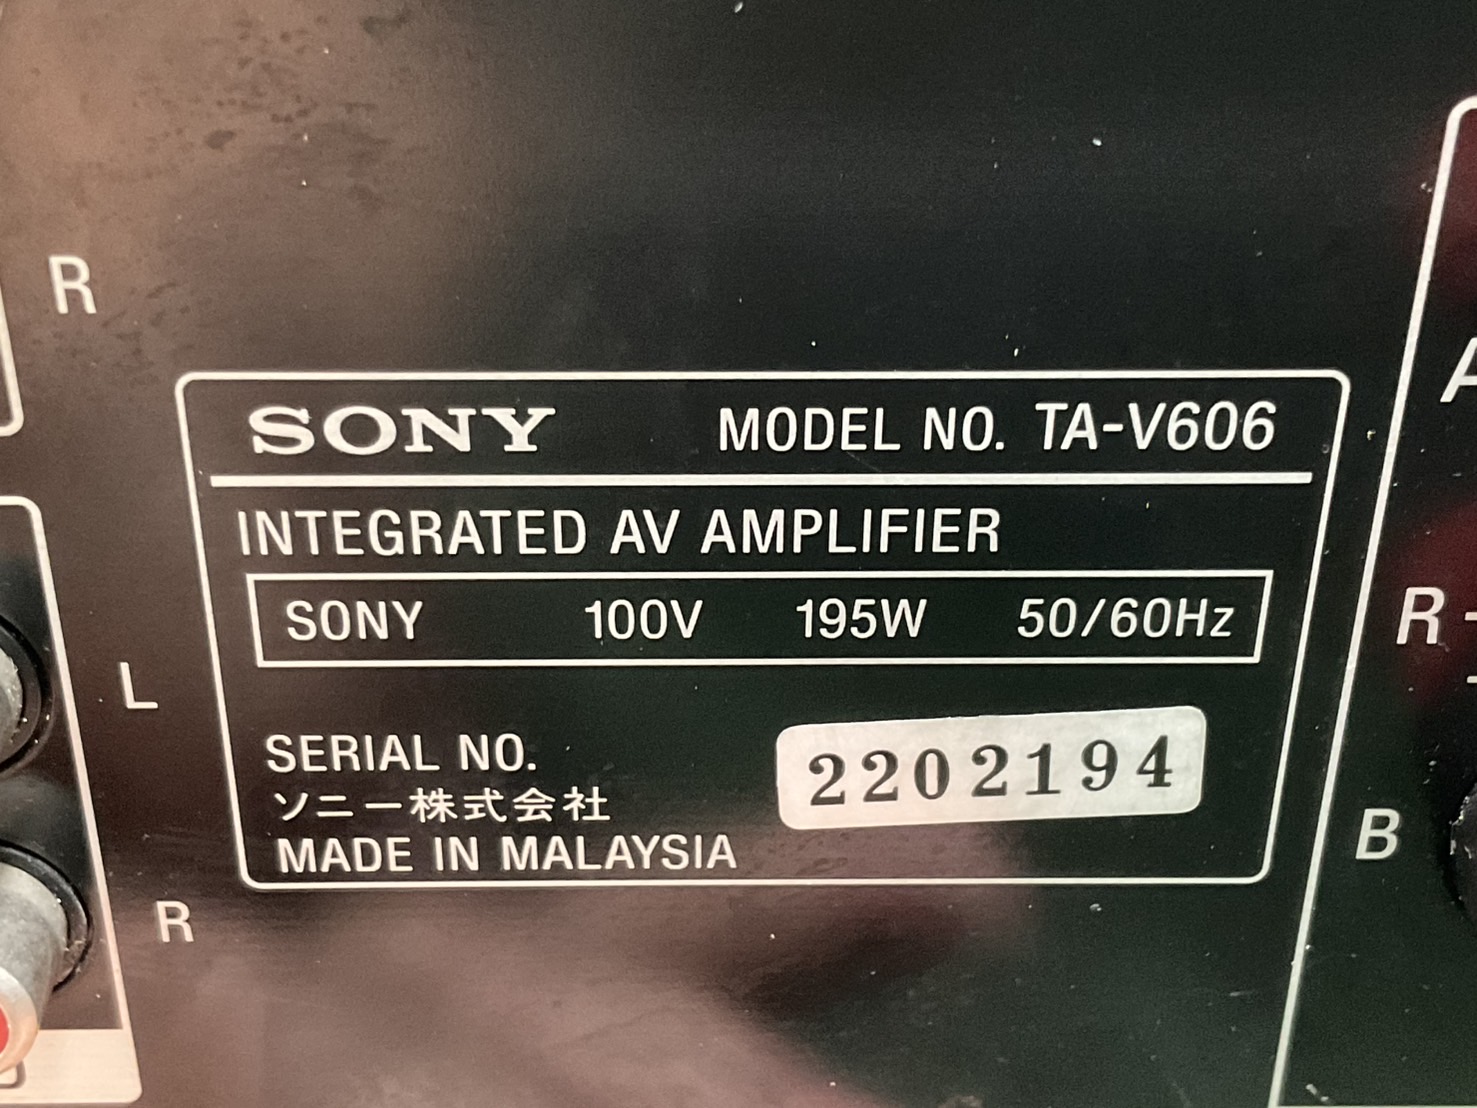 R
SONY MODEL NO. TA-V606
INTEGRATED AV AMPLIFIER
SONY 100V 195W 50/60Hz
L
R
SERIAL NO. 2202194
ソニー株式会社
MADE IN MALAYSIA
R
B